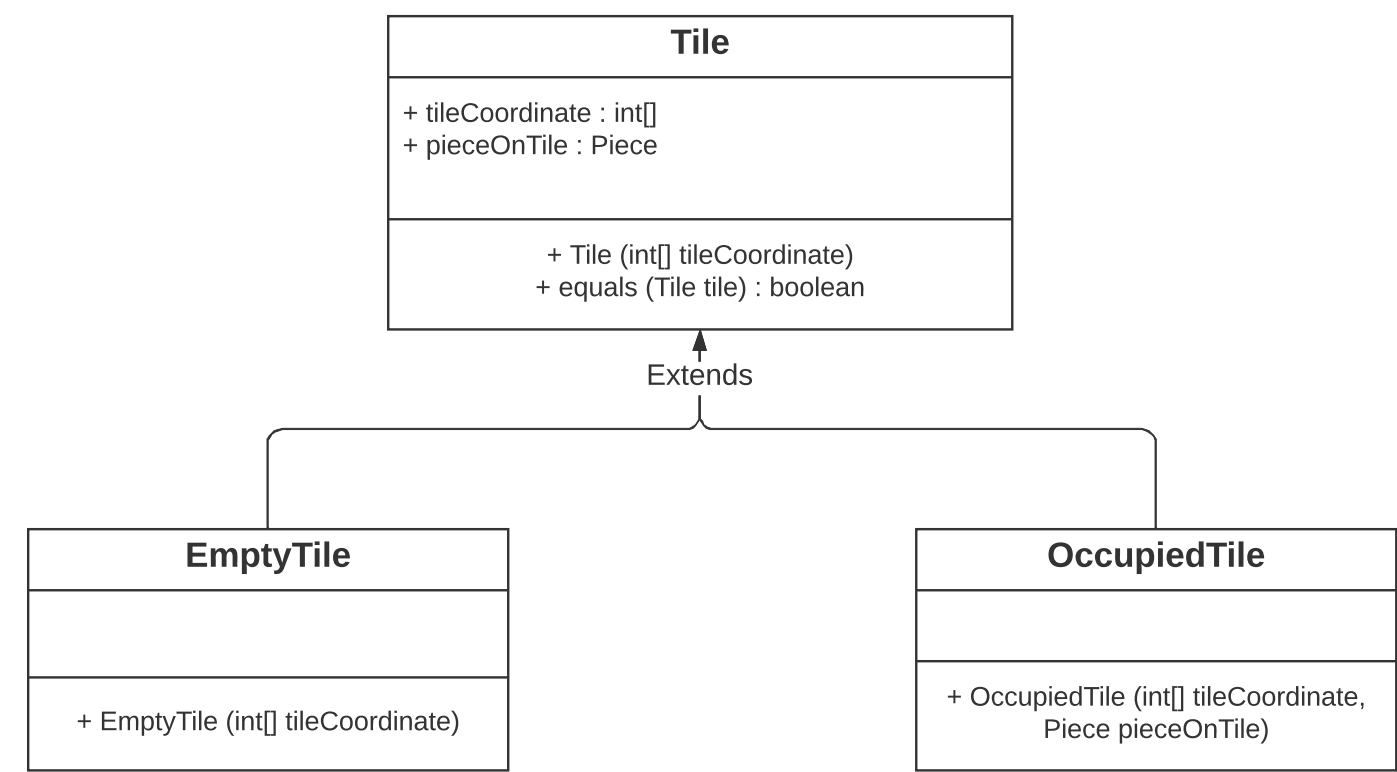 Tile
+ tileCoordinate : int[]
+ pieceOnTile : Piece
+ Tile (int[] tileCoordinate)
+ equals (Tile tile) : boolean
Extends
EmptyTile
+ EmptyTile (int[] tileCoordinate)
OccupiedTile
+ OccupiedTile (int[] tileCoordinate,
Piece pieceOnTile)